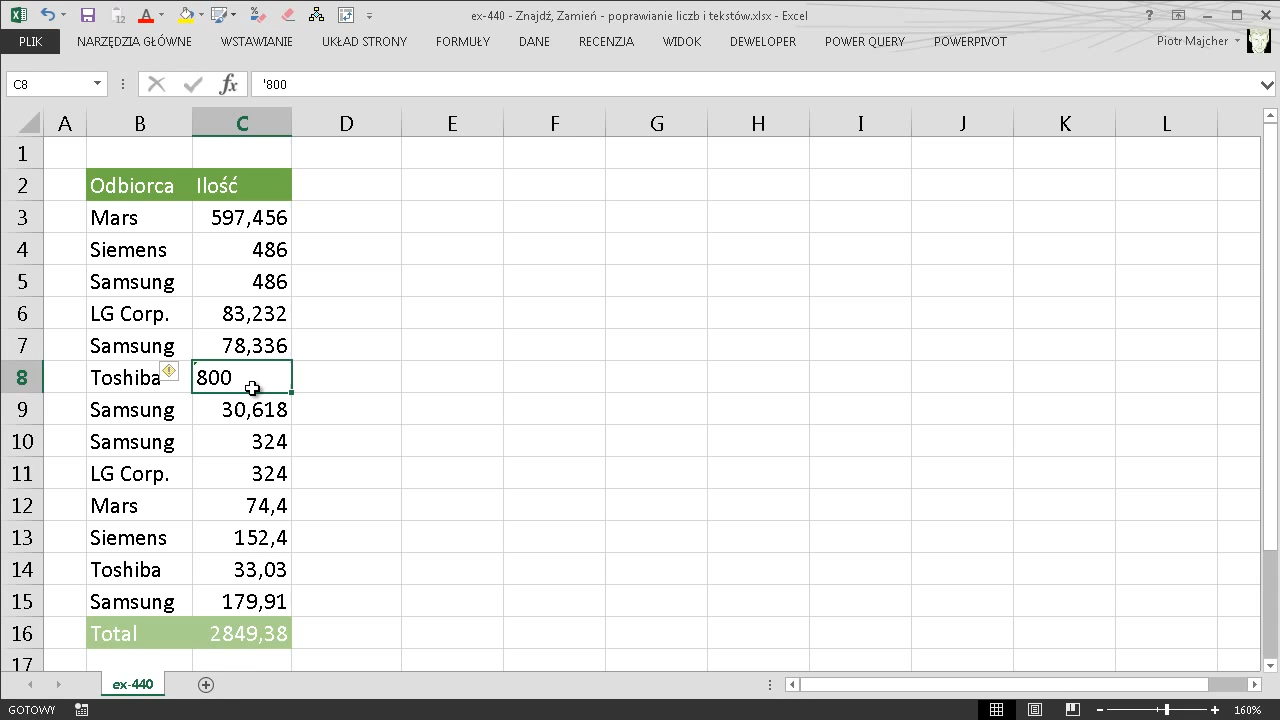 ex-440 - Znajdź, Zamień - poprawienie liczb i tekstów.xlsx - Excel
PLIK NARZĘDZIA GŁÓWNE WSTAWIANIE UKŁAD STRONY FORMUŁY DANE RECENZJA WIDOK DEWELOPER POWER QUERY POWERPIVOT Piotr Majcher
C8 fx '800
A B C D E F G H I J K L
1
2 Odbiorca Ilość
3 Mars 597,456
4 Siemens 486
5 Samsung 486
6 LG Corp. 83,232
7 Samsung 78,336
8 Toshiba 800
9 Samsung 30,618
10 Samsung 324
11 LG Corp. 324
12 Mars 74,4
13 Siemens 152,4
14 Toshiba 33,03
15 Samsung 179,91
16 Total 2849,38
17
ex-440
GOTOWY 160%